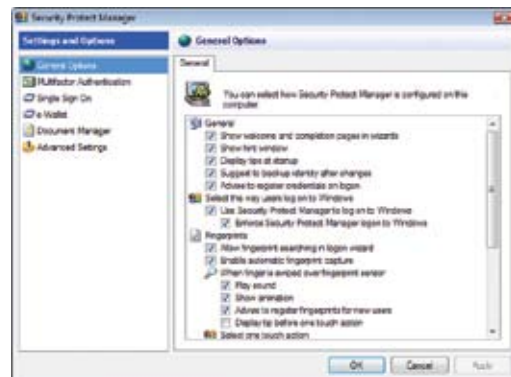 Security Protect Manager
Settings and Options
General Options
Multifactor Authentication
Single Sign On
e-Wallet
Document Manager
Advanced Settings
General Options
General
You can select how Security Protect Manager is configured on this
computer.
General
Show welcome and completion pages in wizards
Show hint window
Display tips at startup
Suggest to backup identity after changes
Advise to register credentials on logon
Select the way users log on to Windows
Use Security Protect Manager to log on to Windows
Enforce Security Protect Manager logon to Windows
Fingerprints
Allow fingerprint searching in logon wizard
Enable automatic fingerprint capture
When finger is swiped over fingerprint sensor
Play sound
Show animation
Advise to register fingerprints for new users
Display tip before one touch action
Select one touch action
OK
Cancel
Apply